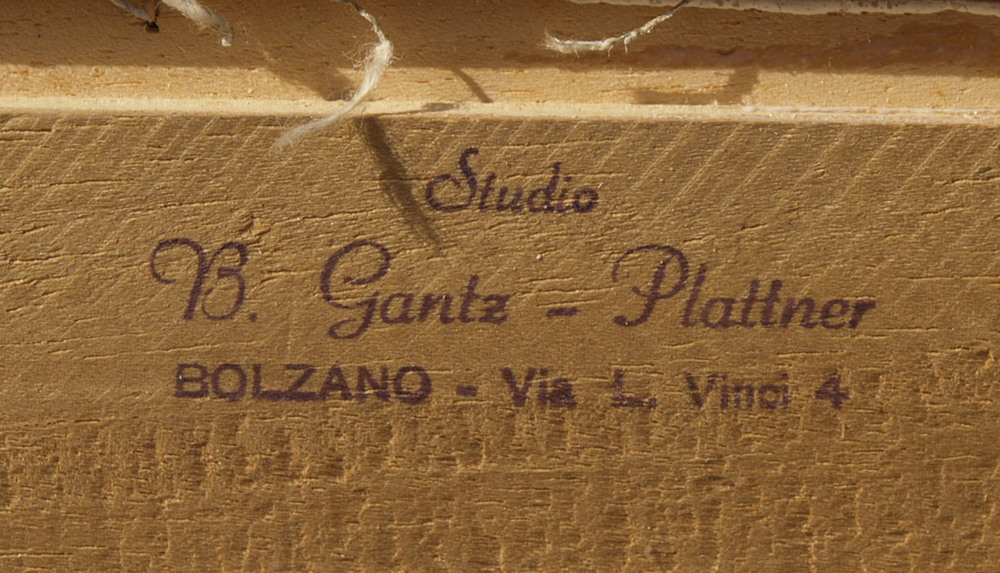 Studio
B. Gantz - Plattner
BOLZANO - Via L. Vinci 4